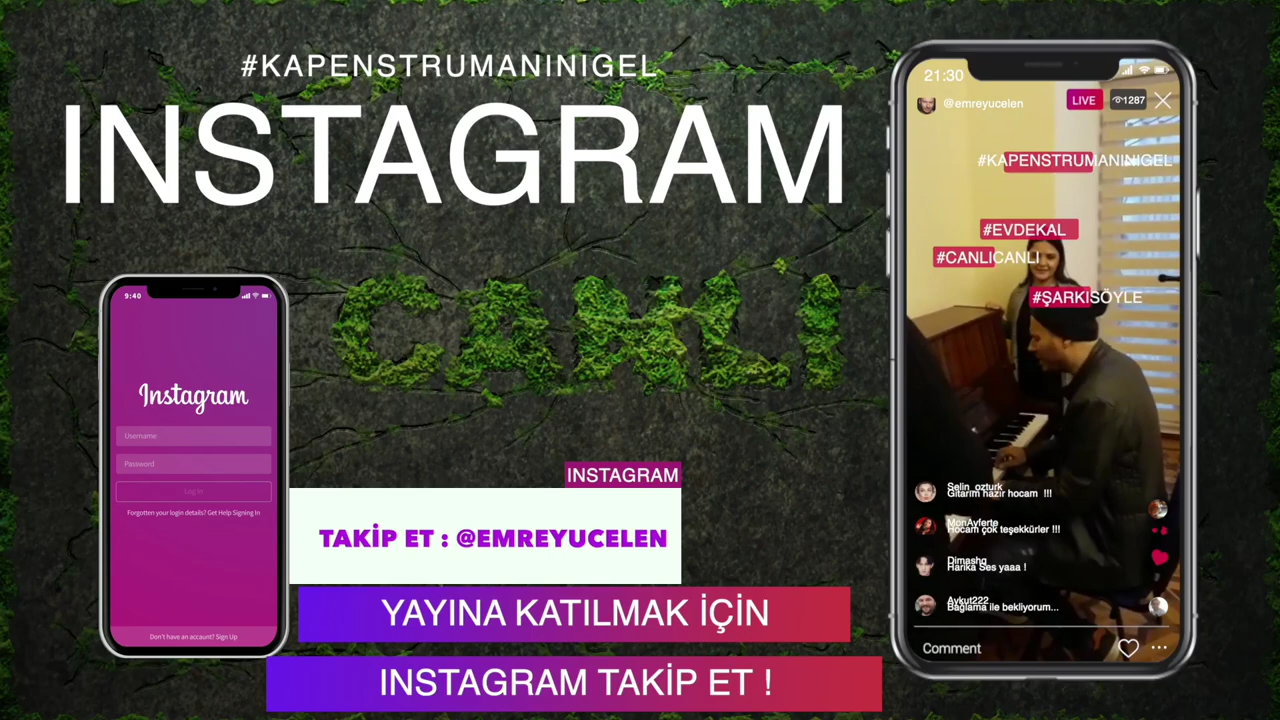 #KAPENSTRUMANINIGEL
INSTAGRAM
CANLI
9:40
Instagram
Username
Password
Log In
Forgotten your login details? Get Help Signing In
Don't have an accaunt? Sign Up
INSTAGRAM
TAKİP ET : @EMREYUCELEN
YAYINA KATILMAK İÇİN
INSTAGRAM TAKİP ET !
21:30
@emreyucelen
LIVE
1287
#KAPENSTRUMANINIGEL
#EVDEKAL
#CANLICANLI
#ŞARKISÖYLE
Selin_ozturk
Gitarım hazır hocam !!!
MonAyferte
Hocam çok teşekkürler !!!
Dimashq
Harika Ses yaaa !
Aykut222
Bağlama ile bekliyorum...
Comment